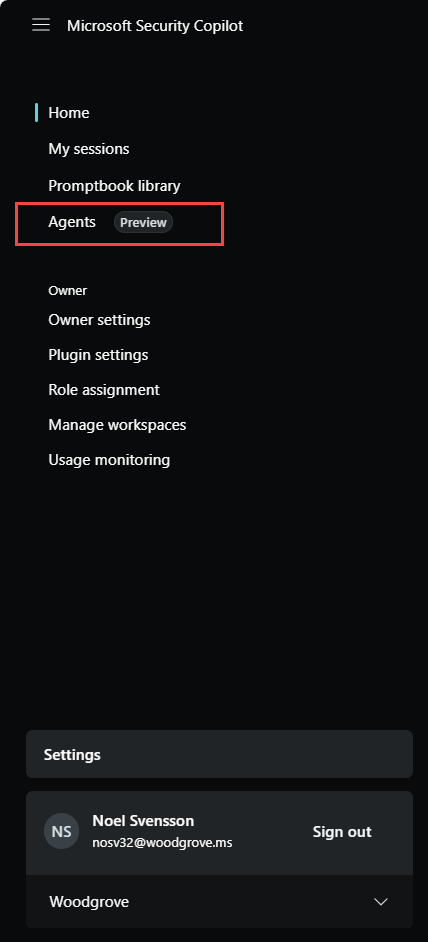 Microsoft Security Copilot
Home
My sessions
Promptbook library
Agents Preview
Owner
Owner settings
Plugin settings
Role assignment
Manage workspaces
Usage monitoring
Settings
NS
Noel Svensson
nosv32@woodgrove.ms
Sign out
Woodgrove